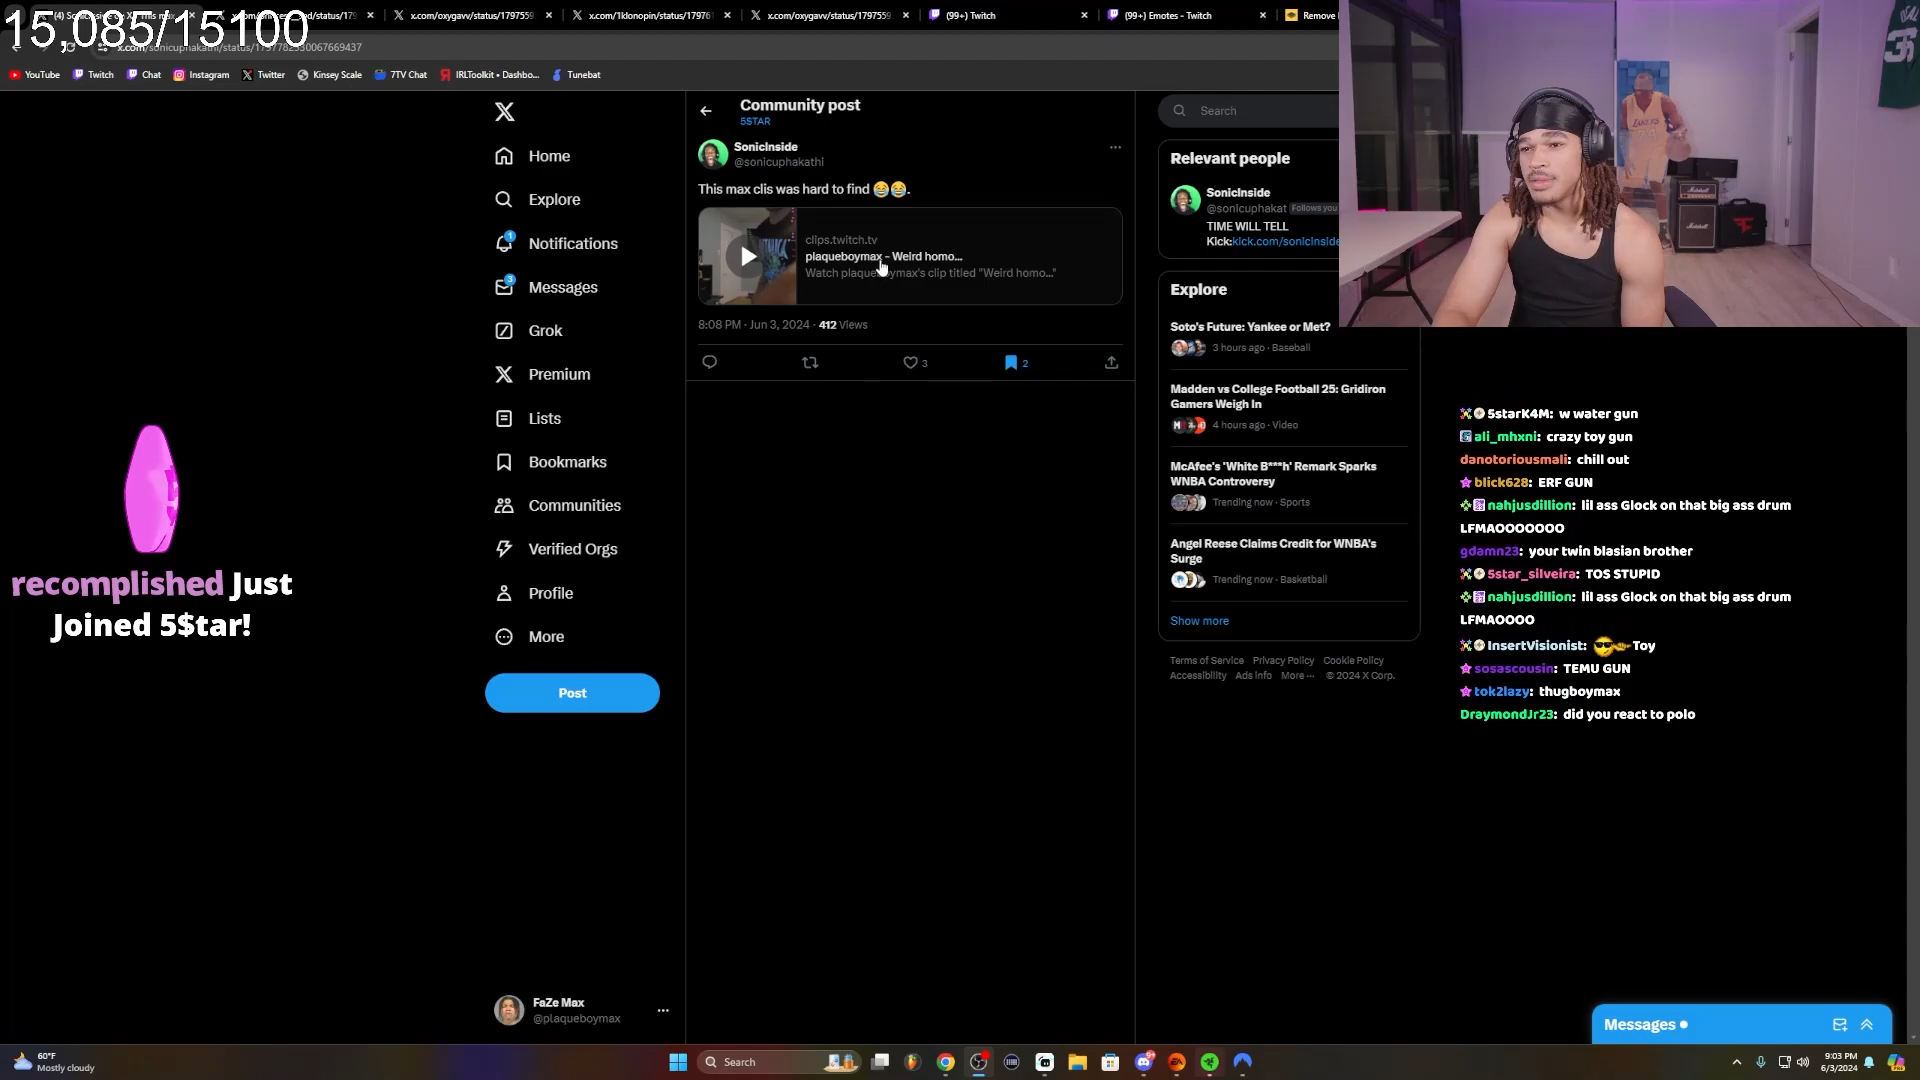 15,085/15100
x.com/oxygavv/status/1797559
x.com/1klonopin/status/17976
x.com/oxygavv/status/1797559
(99+) Twitch
(99+) Emotes - Twitch
Remove
YouTube
Twitch
Chat
Instagram
Twitter
Kinsey Scale
7TV Chat
IRLToolkit • Dashbo...
Tunebat
Home
Explore
Notifications
1
Messages
3
Grok
Premium
Lists
Bookmarks
Communities
Verified Orgs
Profile
More
Post
FaZe Max
@plaqueboymax
Community post
5$TAR
SonicInside
@sonicuphakathi
This max clis was hard to find 😂😂.
clips.twitch.tv
plaqueboymax - Weird homo...
Watch plaqueboymax's clip titled "Weird homo..."
8:08 PM · Jun 3, 2024 · 412 Views
3
2
Search
Relevant people
SonicInside
@sonicuphakat Follows you
TIME WILL TELL
Kick:kick.com/sonicinside
Explore
Soto's Future: Yankee or Met?
3 hours ago · Baseball
Madden vs College Football 25: Gridiron
Gamers Weigh In
4 hours ago · Video
McAfee's 'White B***h' Remark Sparks
WNBA Controversy
Trending now · Sports
Angel Reese Claims Credit for WNBA's
Surge
Trending now · Basketball
Show more
Terms of Service Privacy Policy Cookie Policy
Accessibility Ads info More ··· © 2024 X Corp.
recomplished Just
Joined 5$tar!
5starK4M: w water gun
ali_mhxni: crazy toy gun
danotoriousmali: chill out
blick628: ERF GUN
nahjusdillion: lil ass Glock on that big ass drum
LFMAOOOOOOO
gdamn23: your twin blasian brother
5star_silveira: TOS STUPID
nahjusdillion: lil ass Glock on that big ass drum
LFMAOOOO
InsertVisionist: Toy
sosascousin: TEMU GUN
tok2lazy: thugboymax
DraymondJr23: did you react to polo
LAKERS
Marshall
Marshall
Messages
60°F
Mostly cloudy
Search
9:03 PM
6/3/2024